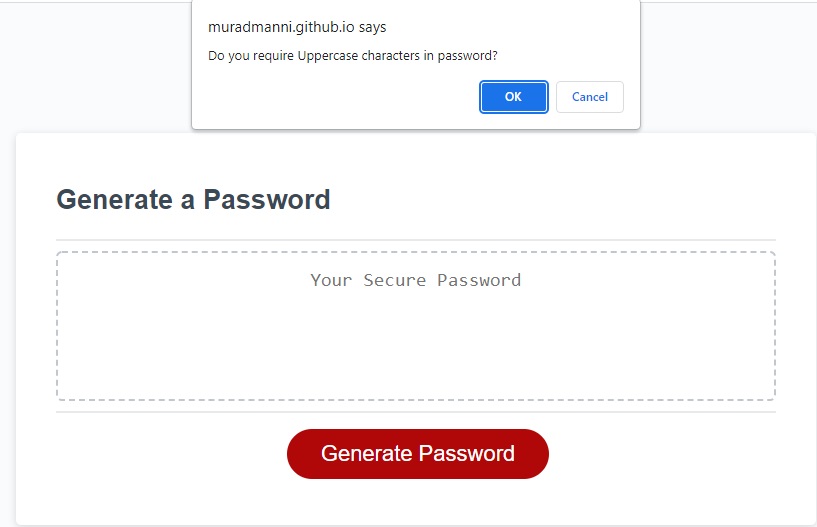 muradmanni.github.io says
Do you require Uppercase characters in password?
OK
Cancel
Generate a Password
Your Secure Password
Generate Password